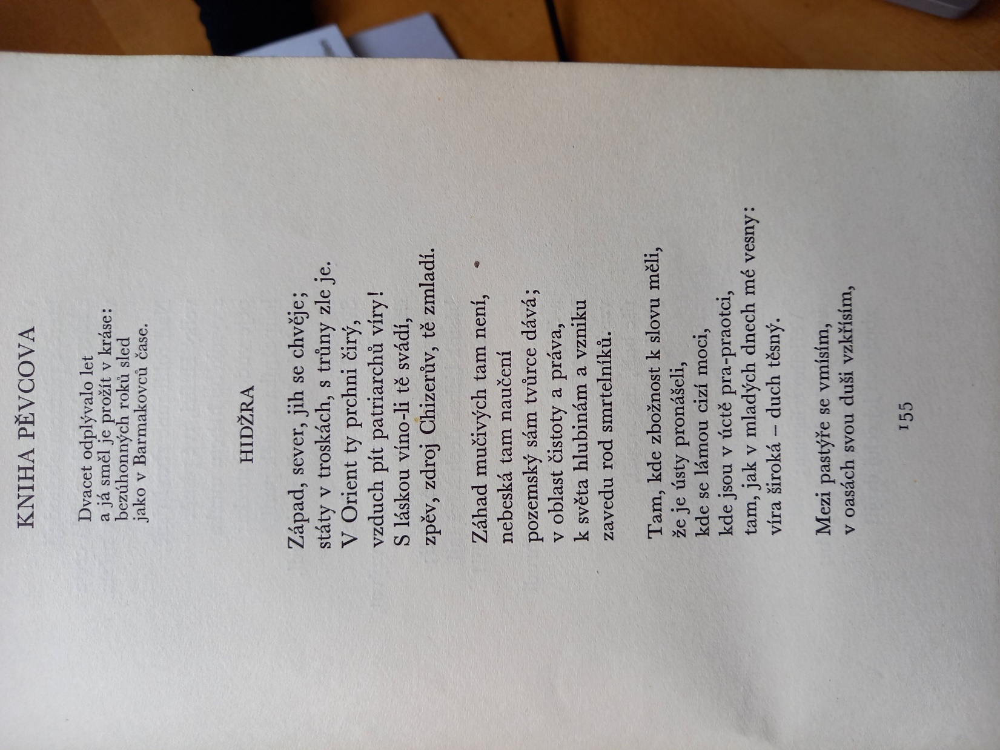 KNIHA PĚVCOVA
Dvacet odplývalo let
a já směl je prožít v kráse:
bezúhonných roků sled
jako v Barmakovců čase.
HIDŽRA
Západ, sever, jih se chvěje;
státy v troskách, s trůmy zle je.
V Orient ty prchni čirý,
vzduch pít patriarchů víry!
S láskou víno-li tě svádí,
zpěv, zdroj Chizerův, tě zmladí.
Záhad mučivých tam není,
nebeská tam naučení
pozemský sám tvůrce dává;
v oblast čistoty a práva,
k světa hlubinám a vzniku
zavedu rod smrtelníků.
Tam, kde zbožnost k slovu měli,
že je ústy pronášeli,
kde se lámou cizí moci,
kde jsou v úctě pra-praotci,
tam, jak v mladých dnech mé vesny:
víra široká – duch těsný.
Mezi pastýře se vmísím,
v oasách svou duši vzkřísím,
155